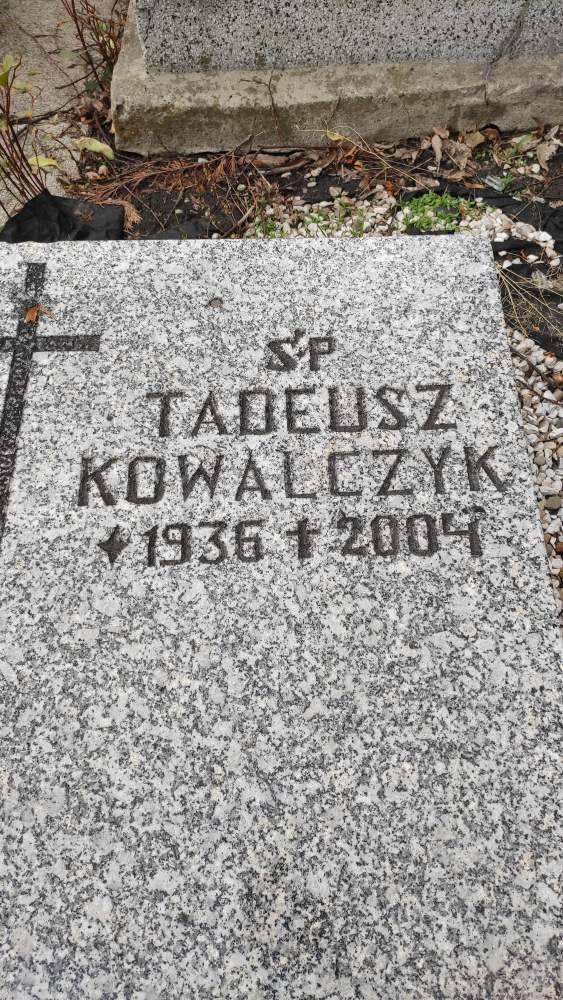 ŚP
TADEUSZ
KOWALCZYK
1936 2004